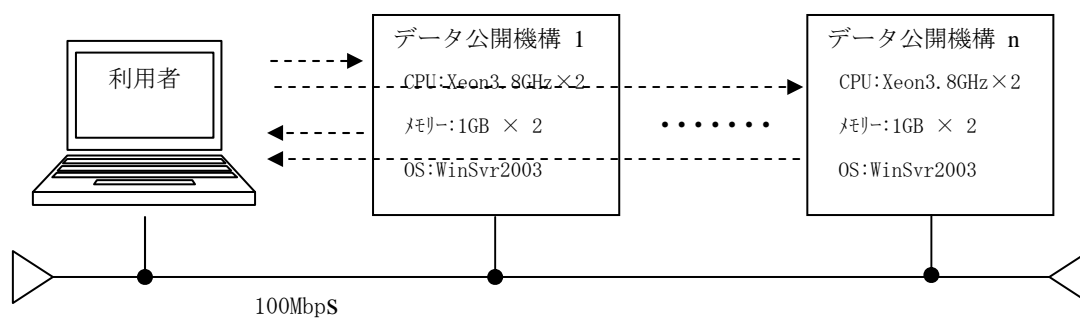 利用者
データ公開機構 1
CPU:Xeon3.8GHz×2
ﾒﾓﾘｰ:1GB × 2
OS:WinSvr2003
・・・・・・・
データ公開機構 n
CPU:Xeon3.8GHz×2
ﾒﾓﾘｰ:1GB × 2
OS:WinSvr2003
100MbpS